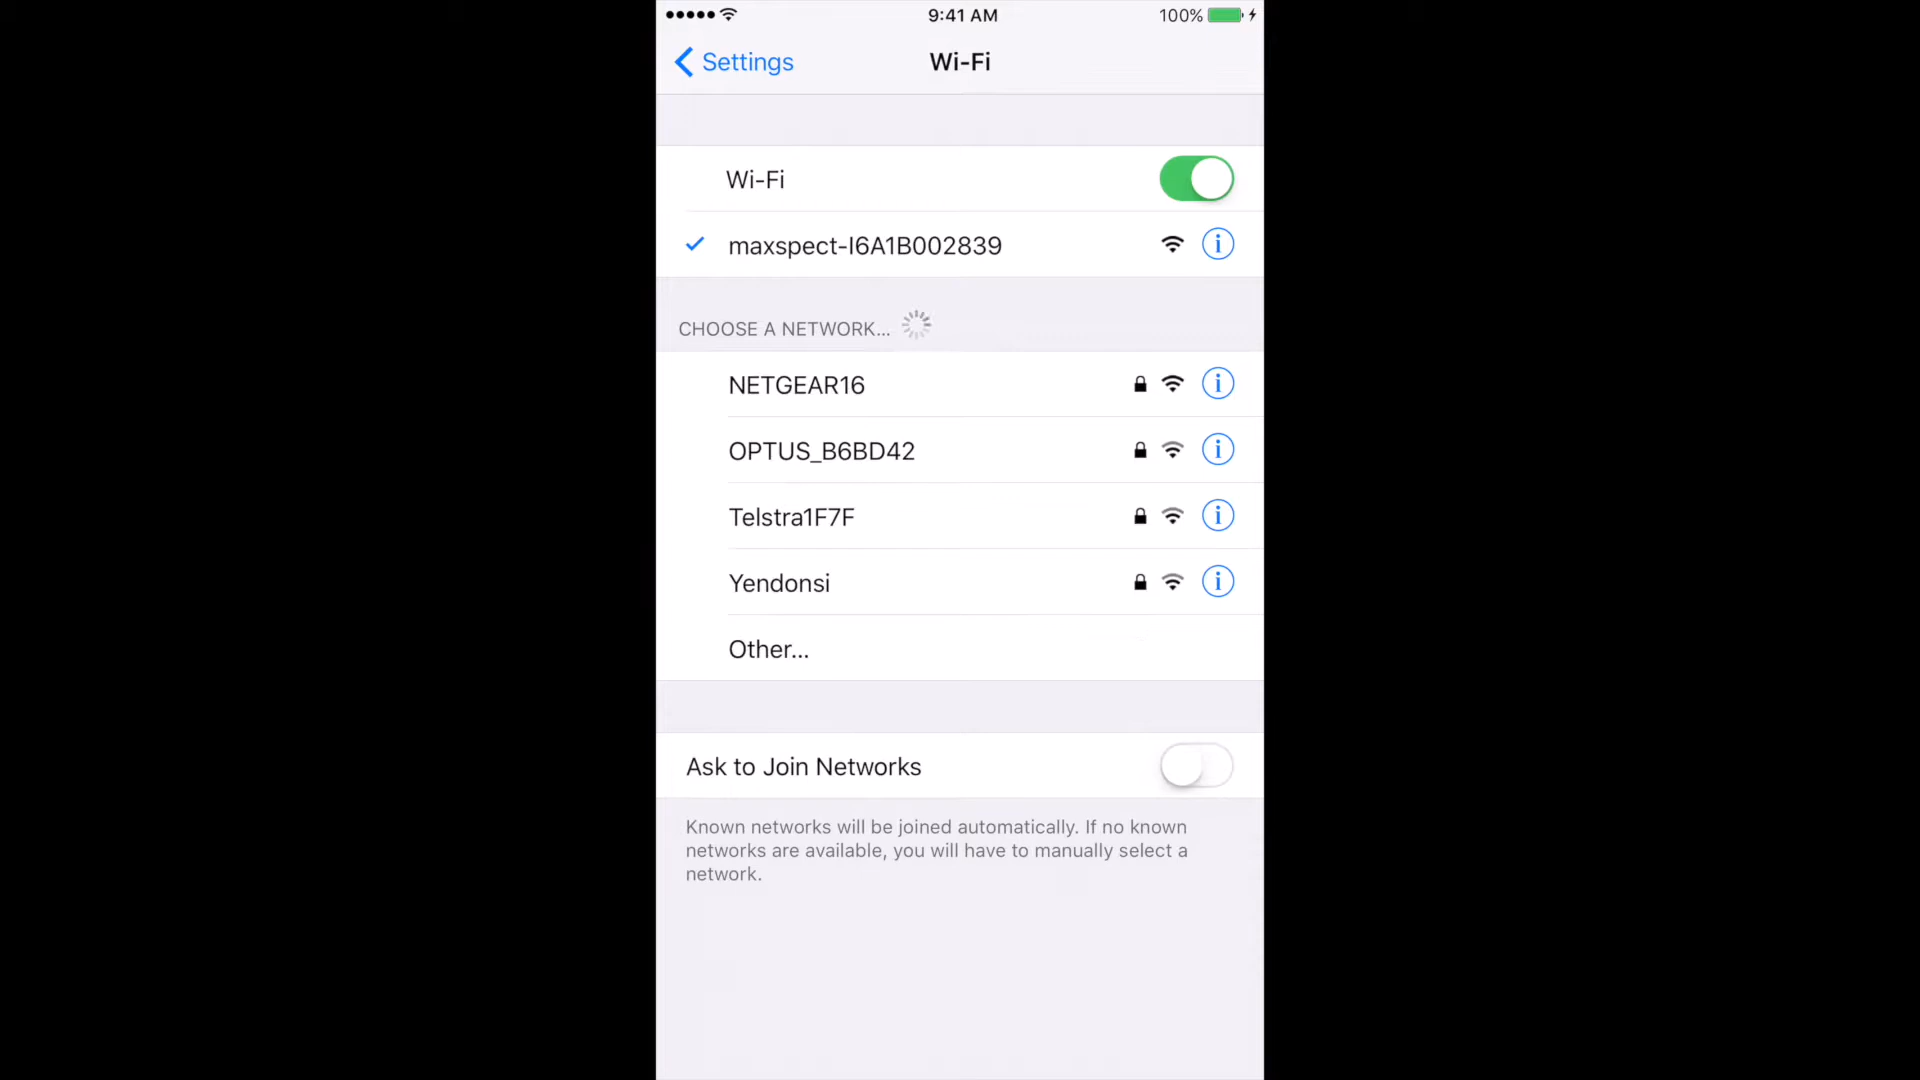 9:41 AM 100%
Settings Wi-Fi
Wi-Fi
maxspect-I6A1B002839
CHOOSE A NETWORK...
NETGEAR16
OPTUS_B6BD42
Telstra1F7F
Yendonsi
Other...
Ask to Join Networks
Known networks will be joined automatically. If no known
networks are available, you will have to manually select a
network.